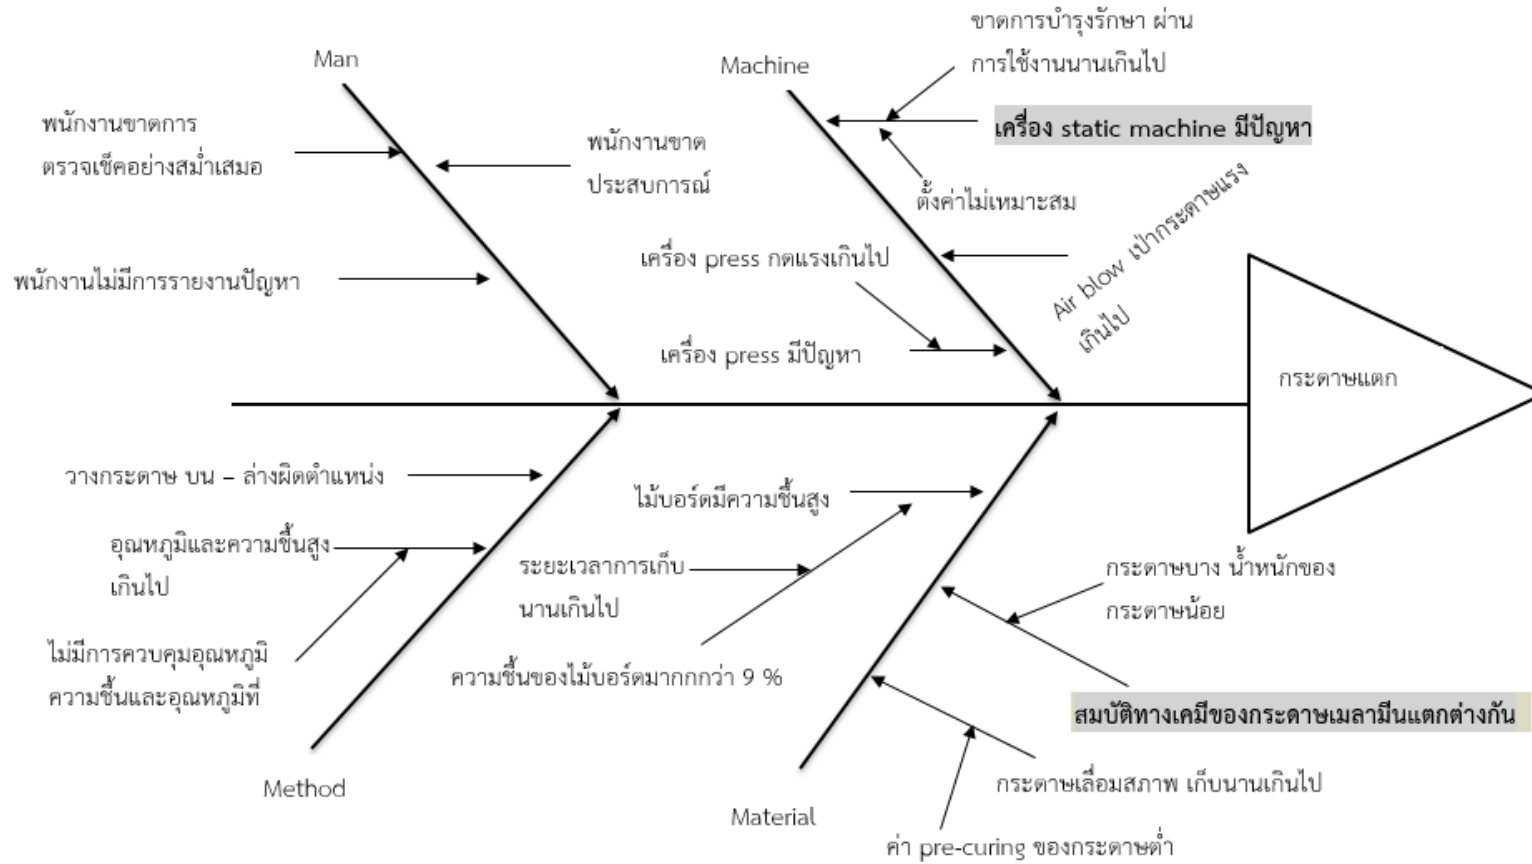 Man
พนักงานขาดการ
ตรวจเช็คอย่างสม่ำเสมอ
พนักงานขาด
ประสบการณ์
พนักงานไม่มีการรายงานปัญหา
Machine
ขาดการบำรุงรักษา ผ่าน
การใช้งานนานเกินไป
เครื่อง static machine มีปัญหา
ตั้งค่าไม่เหมาะสม
Air blow เป่ากระดาษแรง
เกินไป
เครื่อง press กดแรงเกินไป
เครื่อง press มีปัญหา
กระดาษแตก
วางกระดาษ บน – ล่างผิดตำแหน่ง
อุณหภูมิและความชื้นสูง
เกินไป
ไม่มีการควบคุมอุณหภูมิ
ความชื้นและอุณหภูมิที่
Method
ไม้บอร์ดมีความชื้นสูง
ระยะเวลาการเก็บ
นานเกินไป
ความชื้นของไม้บอร์ดมากกกว่า 9 %
กระดาษบาง น้ำหนักของ
กระดาษน้อย
สมบัติทางเคมีของกระดาษเมลามีนแตกต่างกัน
กระดาษเลื่อมสภาพ เก็บนานเกินไป
Material
ค่า pre-curing ของกระดาษต่ำ